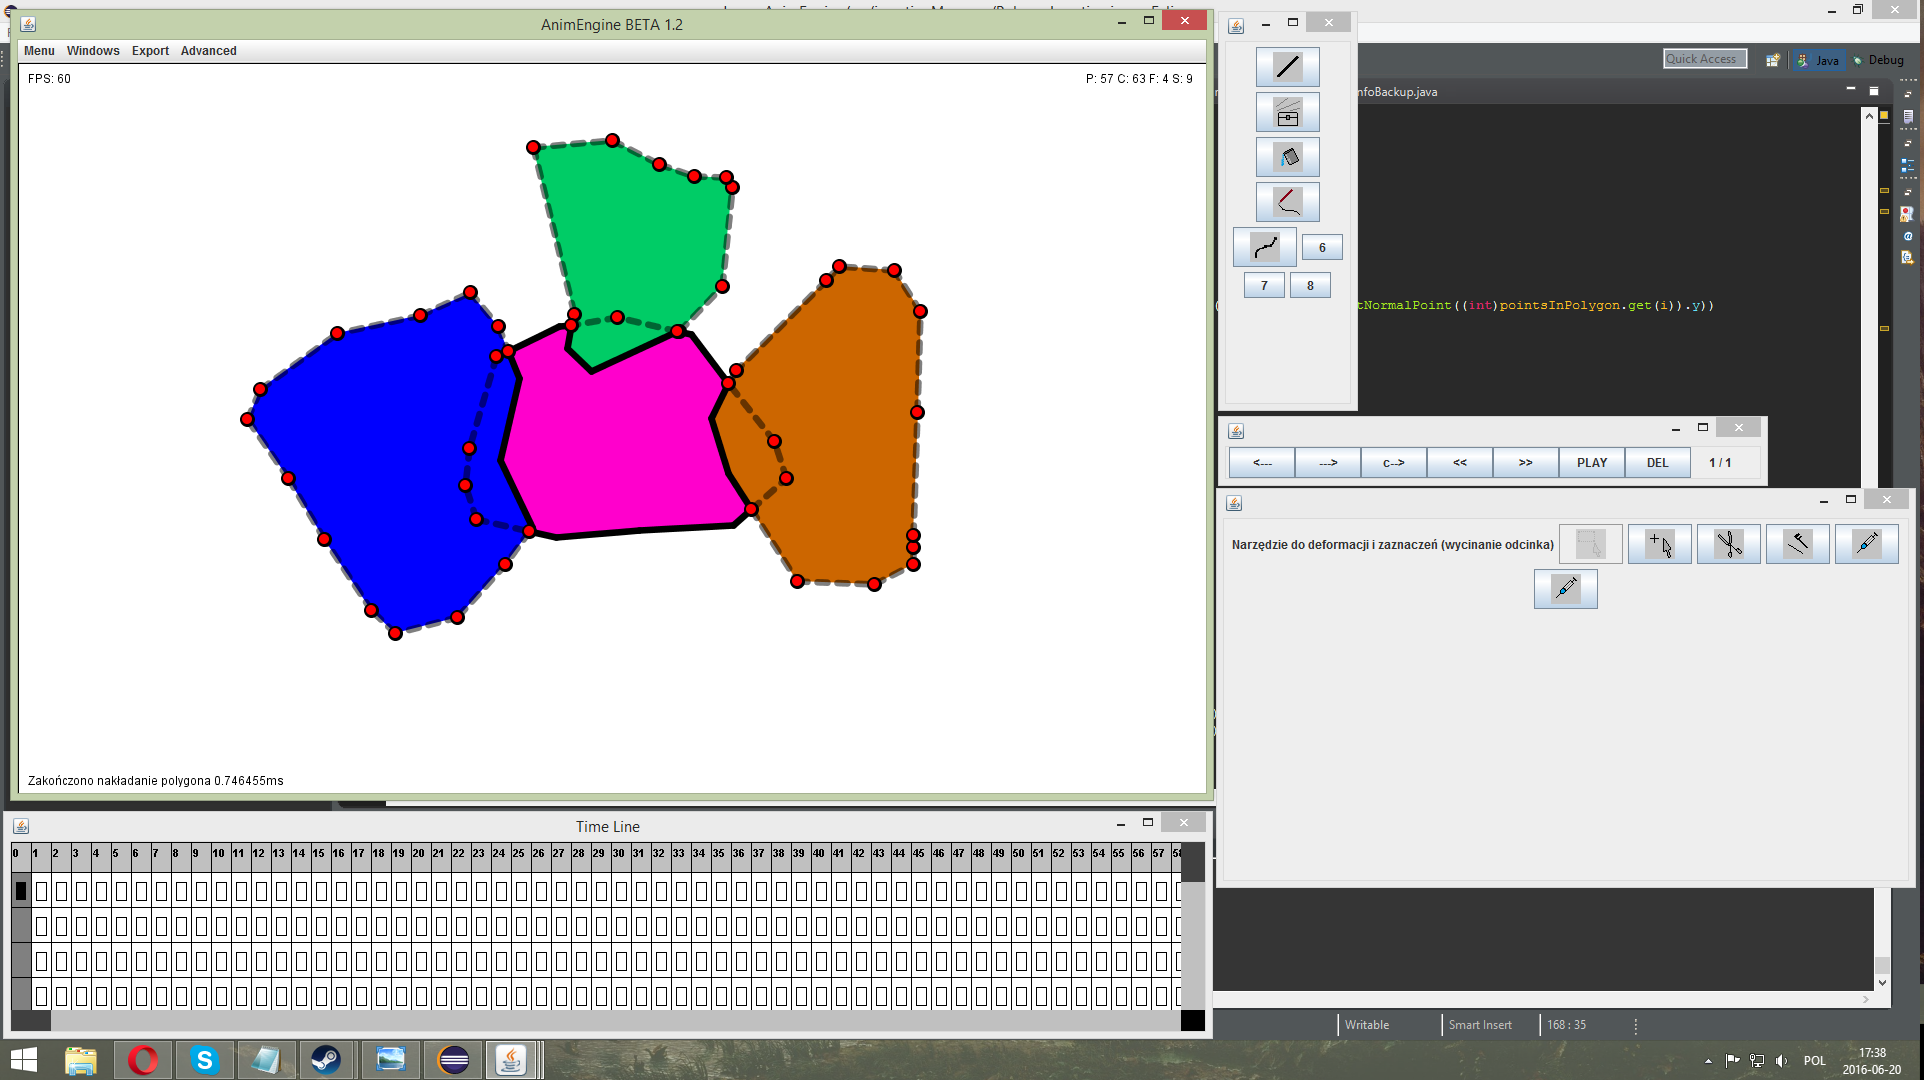 AnimEngine BETA 1.2
Menu Windows Export Advanced
FPS: 60
P: 57 C: 63 F: 4 S: 9
Zakończono nakładanie polygona 0.746455ms
6
7 8
Quick Access
Java
Debug
nfoBackup.java
tNormalPoint((int)pointsInPolygon.get(i)).y))
<--- ---> c--> << >> PLAY DEL 1 / 1
Narzędzie do deformacji i zaznaczeń (wycinanie odcinka)
Time Line
0 1 2 3 4 5 6 7 8 9 10 11 12 13 14 15 16 17 18 19 20 21 22 23 24 25 26 27 28 29 30 31 32 33 34 35 36 37 38 39 40 41 42 43 44 45 46 47 48 49 50 51 52 53 54 55 56 57 58
Writable
Smart Insert
168 : 35
POL
17:38
2016-06-20